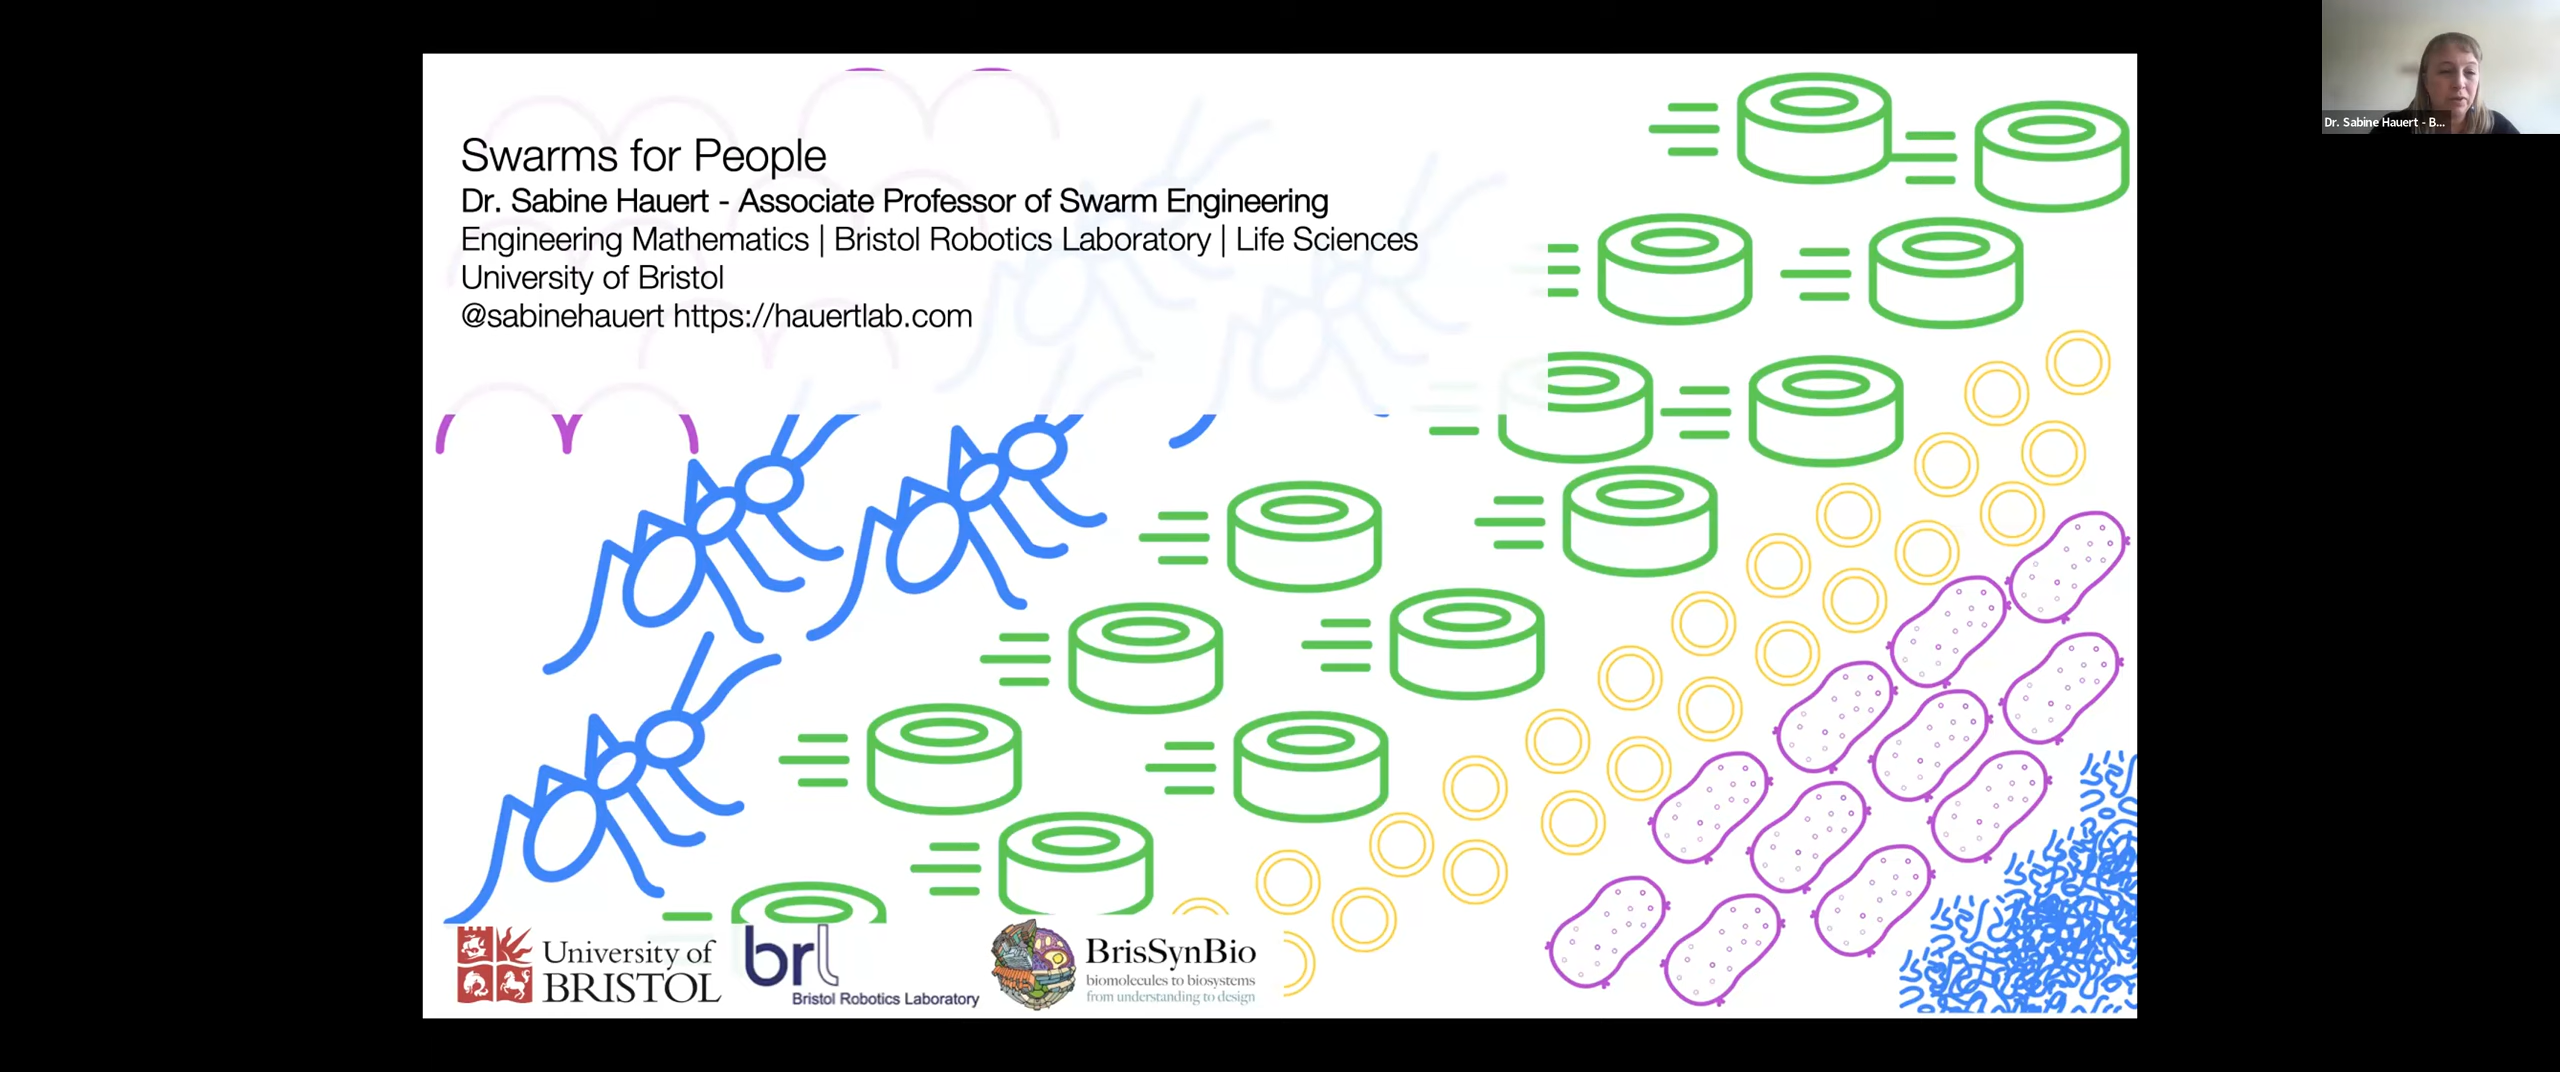 Swarms for People
Dr. Sabine Hauert - Associate Professor of Swarm Engineering
Engineering Mathematics | Bristol Robotics Laboratory | Life Sciences
University of Bristol
@sabinehauert https://hauertlab.com
University of
BRISTOL
brl
Bristol Robotics Laboratory
BrisSynBio
biomolecules to biosystems
from understanding to design
Dr. Sabine Hauert - B...